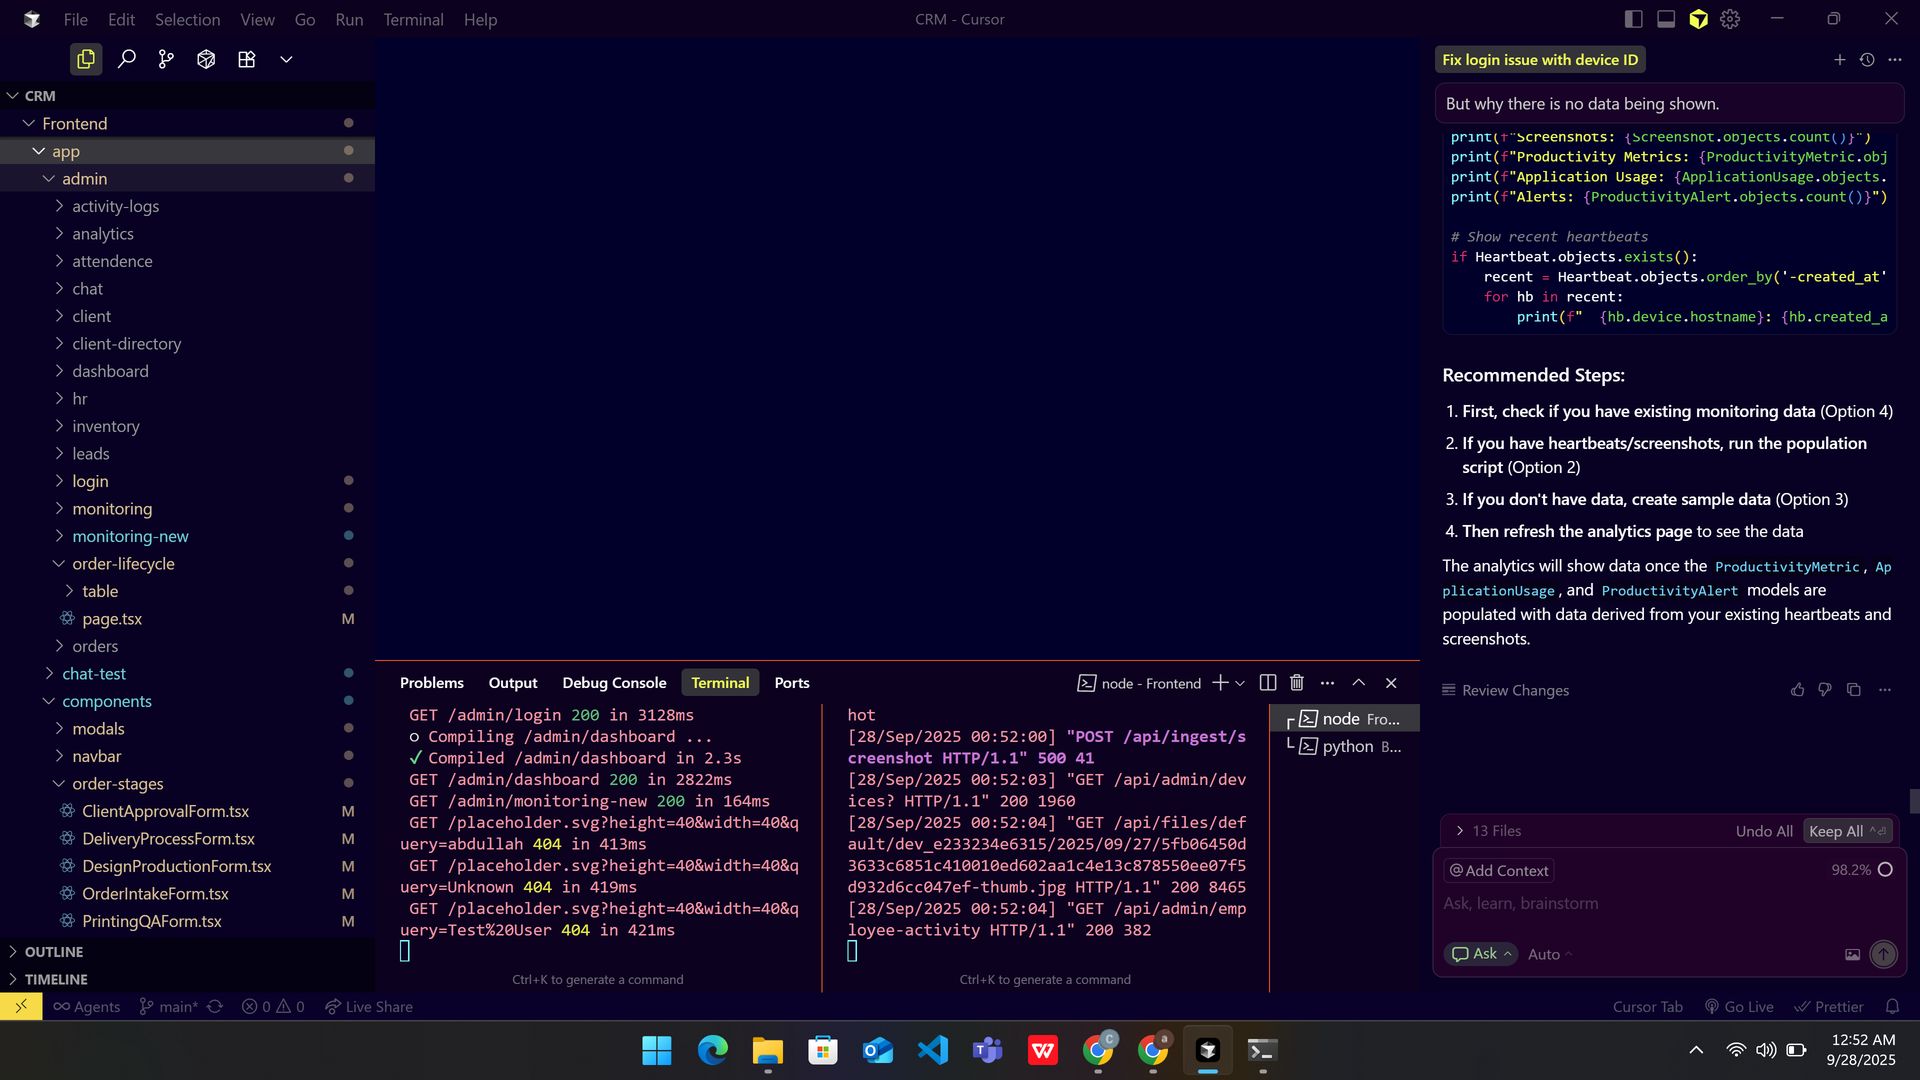 File Edit Selection View Go Run Terminal Help
CRM - Cursor
CRM
Frontend
app
admin
activity-logs
analytics
attendence
chat
client
client-directory
dashboard
hr
inventory
leads
login
monitoring
monitoring-new
order-lifecycle
table
page.tsx M
orders
chat-test
components
modals
navbar
order-stages
ClientApprovalForm.tsx M
DeliveryProcessForm.tsx M
DesignProductionForm.tsx M
OrderIntakeForm.tsx M
PrintingQAForm.tsx M
OUTLINE
TIMELINE
Problems Output Debug Console Terminal Ports
node - Frontend
GET /admin/login 200 in 3128ms
○ Compiling /admin/dashboard ...
✓ Compiled /admin/dashboard in 2.3s
GET /admin/dashboard 200 in 2822ms
GET /admin/monitoring-new 200 in 164ms
GET /placeholder.svg?height=40&width=40&q
uery=abdullah 404 in 413ms
GET /placeholder.svg?height=40&width=40&q
uery=Unknown 404 in 419ms
GET /placeholder.svg?height=40&width=40&q
uery=Test%20User 404 in 421ms
Ctrl+K to generate a command
hot
[28/Sep/2025 00:52:00] "POST /api/ingest/s
creenshot HTTP/1.1" 500 41
[28/Sep/2025 00:52:03] "GET /api/admin/dev
ices? HTTP/1.1" 200 1960
[28/Sep/2025 00:52:04] "GET /api/files/def
ault/dev_e233234e6315/2025/09/27/5fb06450d
3633c6851c410010ed602aa1c4e13c878550ee07f5
d932d6cc047ef-thumb.jpg HTTP/1.1" 200 8465
[28/Sep/2025 00:52:04] "GET /api/admin/emp
loyee-activity HTTP/1.1" 200 382
Ctrl+K to generate a command
node Fro...
python B...
Fix login issue with device ID
But why there is no data being shown.
print(f"Screenshots: {Screenshot.objects.count()}")
print(f"Productivity Metrics: {ProductivityMetric.obj
print(f"Application Usage: {ApplicationUsage.objects.
print(f"Alerts: {ProductivityAlert.objects.count()}")
# Show recent heartbeats
if Heartbeat.objects.exists():
recent = Heartbeat.objects.order_by('-created_at'
for hb in recent:
print(f"  {hb.device.hostname}: {hb.created_a
Recommended Steps:
1. First, check if you have existing monitoring data (Option 4)
2. If you have heartbeats/screenshots, run the population
script (Option 2)
3. If you don't have data, create sample data (Option 3)
4. Then refresh the analytics page to see the data
The analytics will show data once the ProductivityMetric, Ap
plicationUsage, and ProductivityAlert models are
populated with data derived from your existing heartbeats and
screenshots.
Review Changes
13 Files Undo All Keep All
@ Add Context 98.2%
Ask, learn, brainstorm
Ask Auto
Agents main* 0 0 Live Share
Cursor Tab Go Live Prettier
12:52 AM
9/28/2025